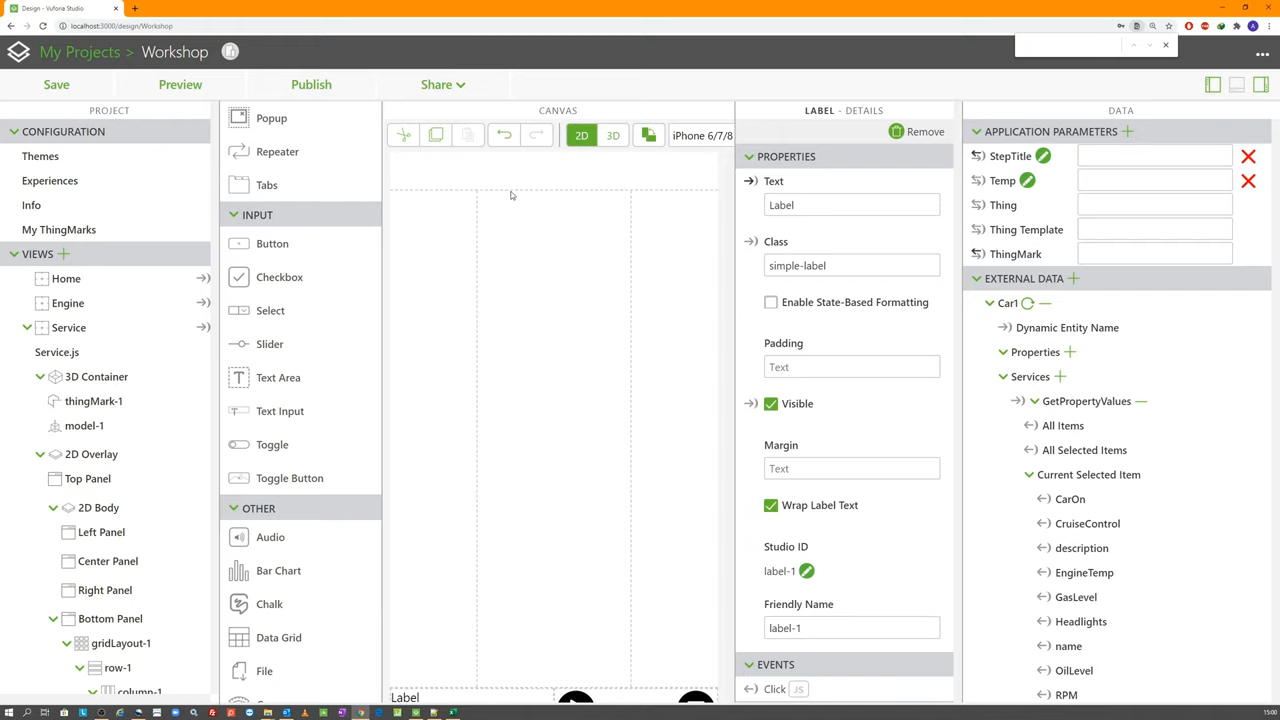 Design - Vuforia Studio
localhost:3000/design/Workshop
My Projects > Workshop
Save
Preview
Publish
Share
PROJECT
CONFIGURATION
Themes
Experiences
Info
My ThingMarks
VIEWS
Home
Engine
Service
Service.js
3D Container
thingMark-1
model-1
2D Overlay
Top Panel
2D Body
Left Panel
Center Panel
Right Panel
Bottom Panel
gridLayout-1
row-1
column-1
Popup
Repeater
Tabs
INPUT
Button
Checkbox
Select
Slider
Text Area
Text Input
Toggle
Toggle Button
OTHER
Audio
Bar Chart
Chalk
Data Grid
File
CANVAS
2D
3D
iPhone 6/7/8
Label
LABEL - DETAILS
Remove
PROPERTIES
Text
Label
Class
simple-label
Enable State-Based Formatting
Padding
Text
Visible
Margin
Text
Wrap Label Text
Studio ID
label-1
Friendly Name
label-1
EVENTS
Click JS
DATA
APPLICATION PARAMETERS
StepTitle
Temp
Thing
Thing Template
ThingMark
EXTERNAL DATA
Car1
Dynamic Entity Name
Properties
Services
GetPropertyValues
All Items
All Selected Items
Current Selected Item
CarOn
CruiseControl
description
EngineTemp
GasLevel
Headlights
name
OilLevel
RPM
15:00